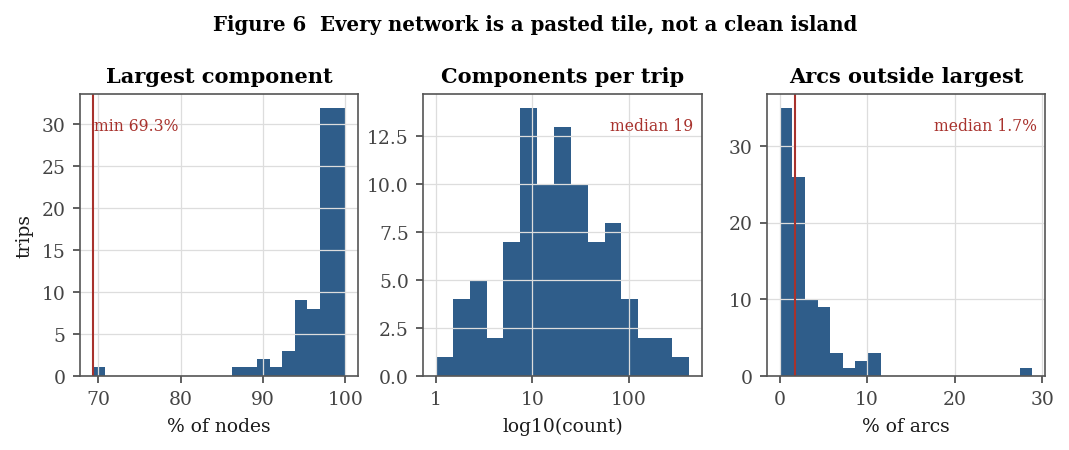 Figure 6  Every network is a pasted tile, not a clean island
Largest component
min 69.3%
trips
30
25
20
15
10
5
0
70
80
90
100
% of nodes
Components per trip
median 19
12.5
10.0
7.5
5.0
2.5
0.0
1
10
100
log10(count)
Arcs outside largest
median 1.7%
30
20
10
0
0
10
20
30
% of arcs